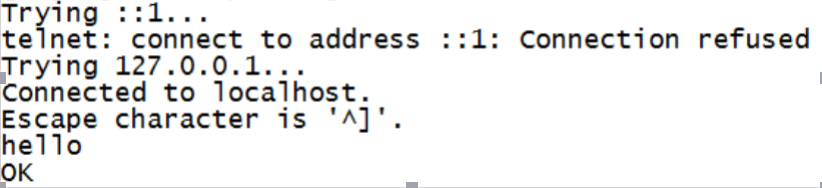 Trying ::1...
telnet: connect to address ::1: Connection refused
Trying 127.0.0.1...
Connected to localhost.
Escape character is '^]'.
hello
OK